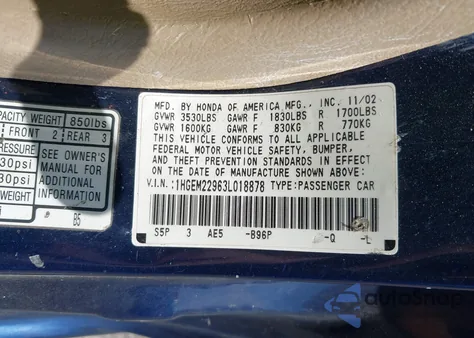 PACITY WEIGHT 850lbs
FRONT 2 REAR 3
SSURE
30psi
30psi
SEE OWNER'S
MANUAL FOR
ADDITIONAL
INFORMATION
B5
MFD. BY HONDA OF AMERICA MFG., INC. 11/02
GVWR 3530LBS GAWR F 1830LBS R 1700LBS
GVWR 1600KG GAWR F 830KG R 770KG
THIS VEHICLE CONFORMS TO ALL APPLICABLE
FEDERAL MOTOR VEHICLE SAFETY, BUMPER,
AND THEFT PREVENTION STANDARDS IN EFFECT
ON THE DATE OF MANUFACTURE SHOWN ABOVE.
V.I.N.:1HGEM22963L018878 TYPE:PASSENGER CAR
S5P 3 AE5 -B96P -Q -L
autoSnap